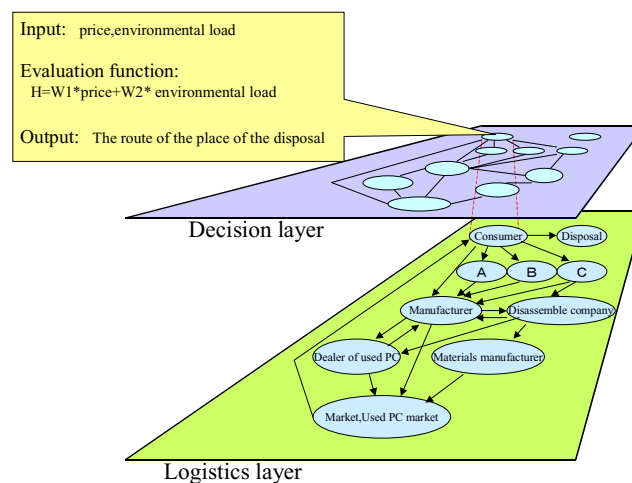 Input: price,environmental load
Evaluation function:
H=W1*price+W2* environmental load
Output: The route of the place of the disposal
Decision layer
Consumer
Disposal
A
B
C
Manufacturer
Disassemble company
Dealer of used PC
Materials manufacturer
Market,Used PC market
Logistics layer